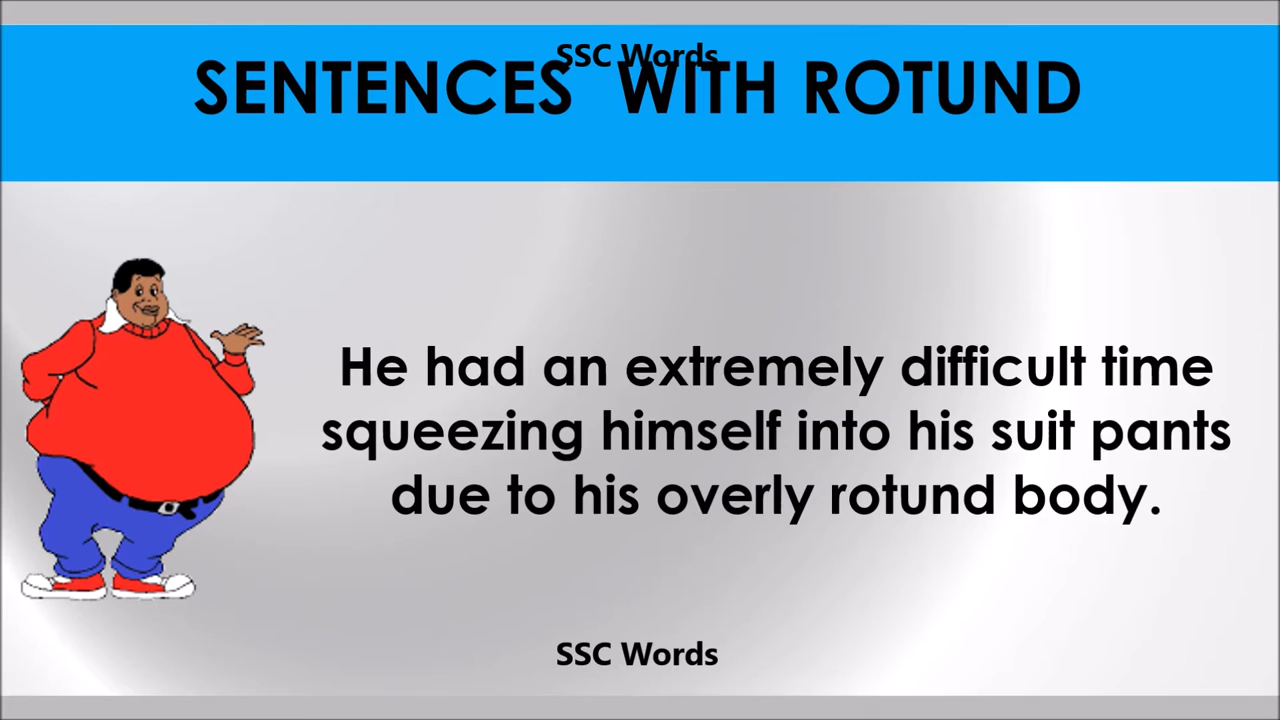 SSC Words
SENTENCES WITH ROTUND
He had an extremely difficult time
squeezing himself into his suit pants
due to his overly rotund body.
SSC Words